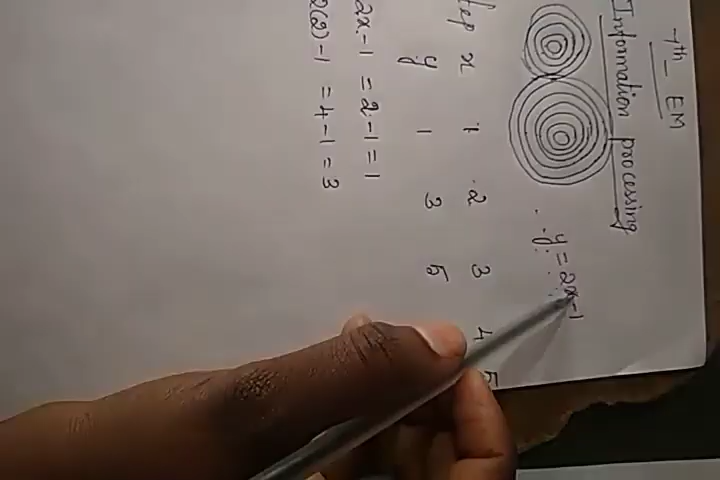 7th EM
Information processing
y = 2x-1
x 1 2 3 4 5
y 1 3 5
2x-1 = 2-1 = 1
2(2)-1 = 4-1 = 3